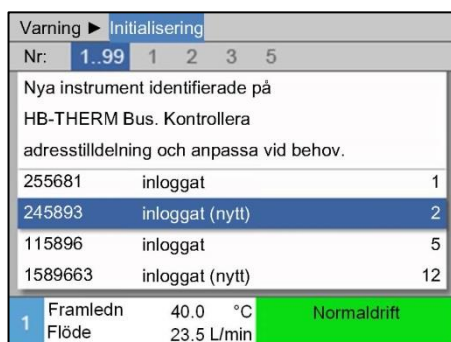 Varning ► Initialisering
Nr: 1..99 1 2 3 5
Nya instrument identifierade på
HB-THERM Bus. Kontrollera
adresstilldelning och anpassa vid behov.
255681 inloggat 1
245893 inloggat (nytt) 2
115896 inloggat 5
1589663 inloggat (nytt) 12
1 Framledn 40.0 °C Normaldrift
Flöde 23.5 L/min